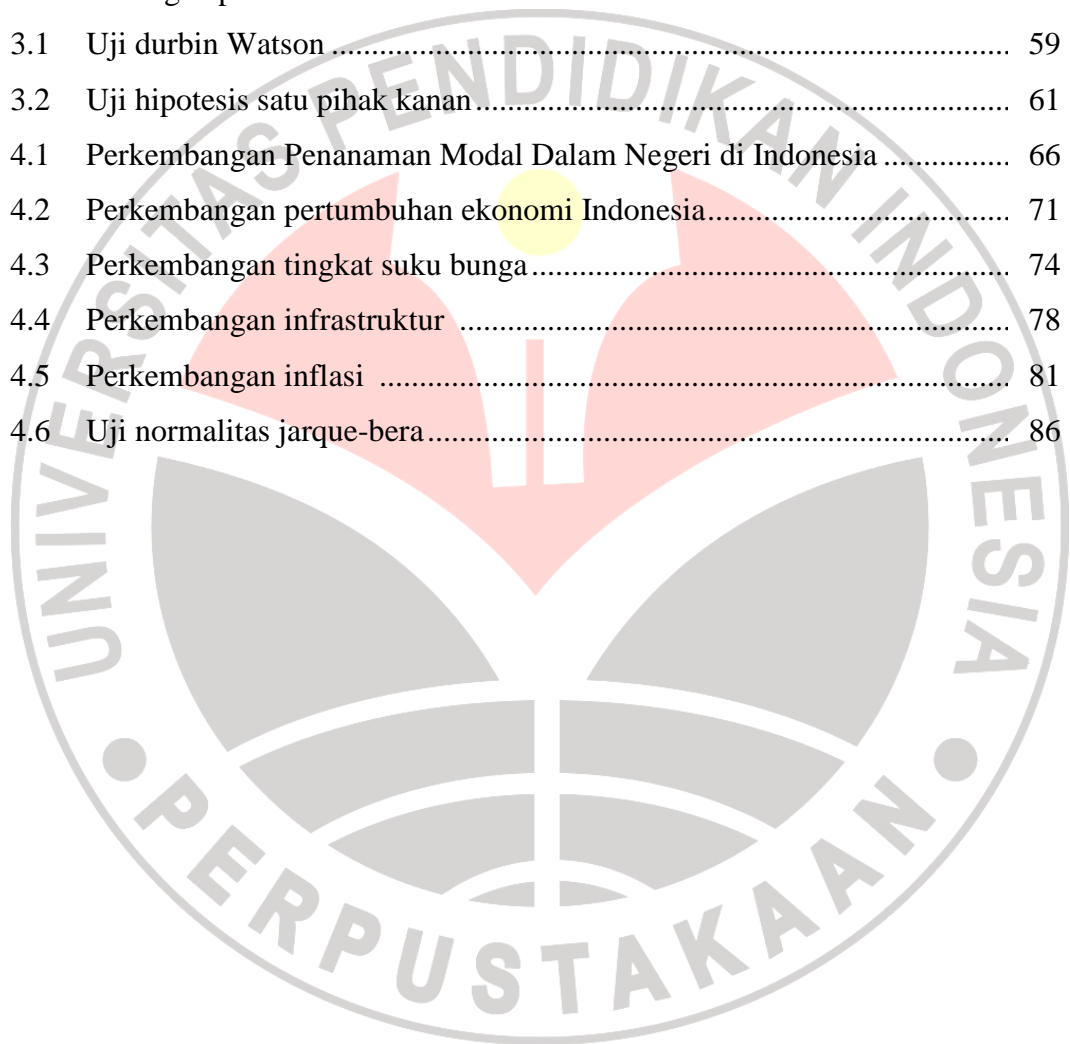 3.1 Uji durbin Watson ........................................................................ 59
3.2 Uji hipotesis satu pihak kanan ........................................................ 61
4.1 Perkembangan Penanaman Modal Dalam Negeri di Indonesia ............... 66
4.2 Perkembangan pertumbuhan ekonomi Indonesia ................................. 71
4.3 Perkembangan tingkat suku bunga .................................................. 74
4.4 Perkembangan infrastruktur ........................................................... 78
4.5 Perkembangan inflasi .................................................................... 81
4.6 Uji normalitas jarque-bera .............................................................. 86
UNIVERSITAS PENDIDIKAN INDONESIA
PERPUSTAKAAN